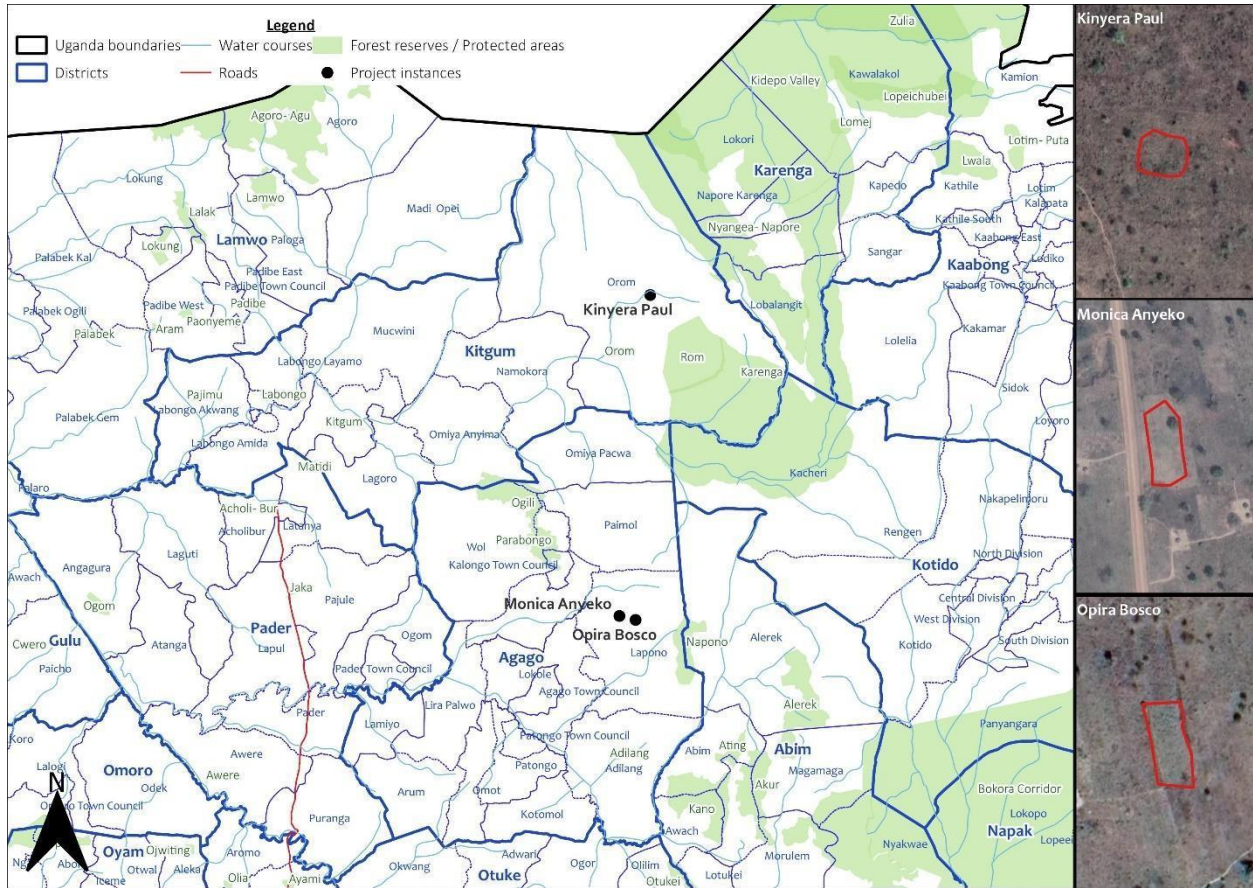 Legend
Uganda boundaries
Water courses
Forest reserves / Protected areas
Districts
Roads
Project instances
Kinyera Paul
Zulia
Kamion
Kawalakol
Kidepo Valley
Lopeichubei
Agoro-Agu
Agoro
Lomej
Lotim-Puta
Lokori
Lwala
Karenga
Lokung
Kapedo
Kathile
Lamwo
Madi Opei
Napore Karenga
Lotim
Kalapata
Lalak
Nyangea-Napore
Kathile South
Lokung
Lamwo
Paloga
Kaabong East
Palabek Kal
Sangar
Kaabong
Lodiko
Padibe East
Orom
Kaabong Town Council
Padibe Town Council
Padibe West
Padibe
Kinyera Paul
Lobalangit
Monica Anyeko
Palabek Ogili
Paonyeme
Aram
Kakamar
Palabek
Mucwini
Lolelia
Kitgum
Orom
Rom
Labongo Layamo
Namokora
Karenga
Sidok
Pajimu
Labongo
Labongo Akwang
Palabek Gem
Kitgum
Loyoro
Omiya Anyima
Labongo Amida
Omiya Pacwa
Matidi
Kacheri
Lagoro
Palaro
Nakapelimoru
Ogili
Acholi-Bur
Latanya
Paimol
Acholibur
Rengen
Parabongo
Wol
Laguti
North Division
Kalongo Town Council
Awach
Angagura
Kotido
Jaka
Central Division
Opira Bosco
Ogom
Pajule
Monica Anyeko
West Division
Pader
Opira Bosco
Alerek
South Division
Gulu
Cwero
Ogom
Napono
Atanga
Lapul
Lapono
Kotido
Agago
Paicho
Pader Town Council
Lokole
Agago Town Council
Lira Palwo
Alerek
Pader
Panyangara
Koro
Lamiyo
Patongo Town Council
Awere
Adilang
Abim
Ating
Abim
Lalogi
Omoro
Patongo
Adilang
Awere
Magamaga
Akur
Bokora Corridor
Odek
Arum
Omot
Lokopo
N
Puranga
Kano
Kotomol
Napak
Awach
Nyakwae
Oyam
Ojwiting
Adwari
Aromo
Morulem
Otwal
Aleka
Okwang
Ogor
Olilim
Iceme
Olia
Otuke
Lotukei
Ayami
Otukei